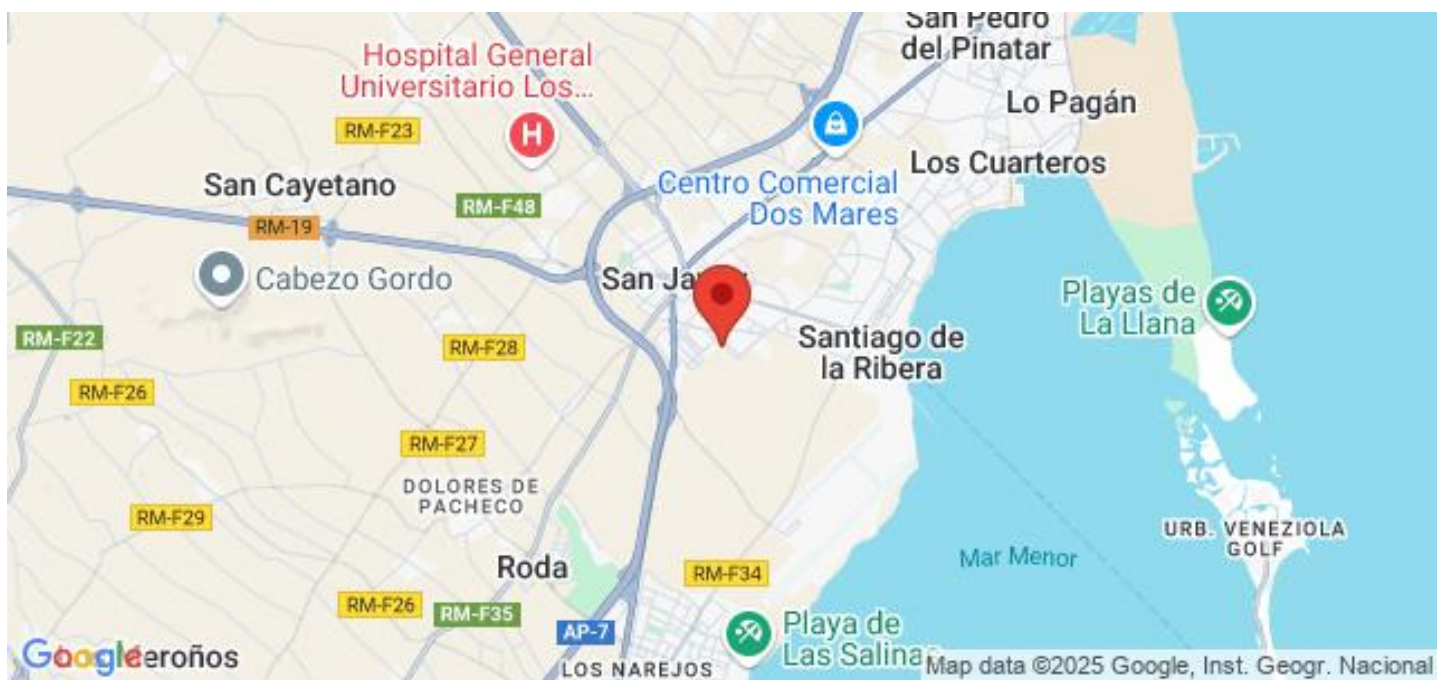 San Pedro
del Pinatar
Hospital General
Universitario Los...
H
Lo Pagán
RM-F23
Los Cuarteros
San Cayetano
Centro Comercial
Dos Mares
RM-F48
RM-19
Cabezo Gordo
San Javier
Playas de
La Llana
RM-F22
RM-F28
Santiago de
la Ribera
RM-F26
RM-F27
DOLORES DE
PACHECO
RM-F29
URB. VENEZIOLA
GOLF
Mar Menor
Roda
RM-F34
RM-F26
RM-F35
AP-7
Playa de
Las Salinas
Google
eroños
LOS NAREJOS
Map data ©2025 Google, Inst. Geogr. Nacional